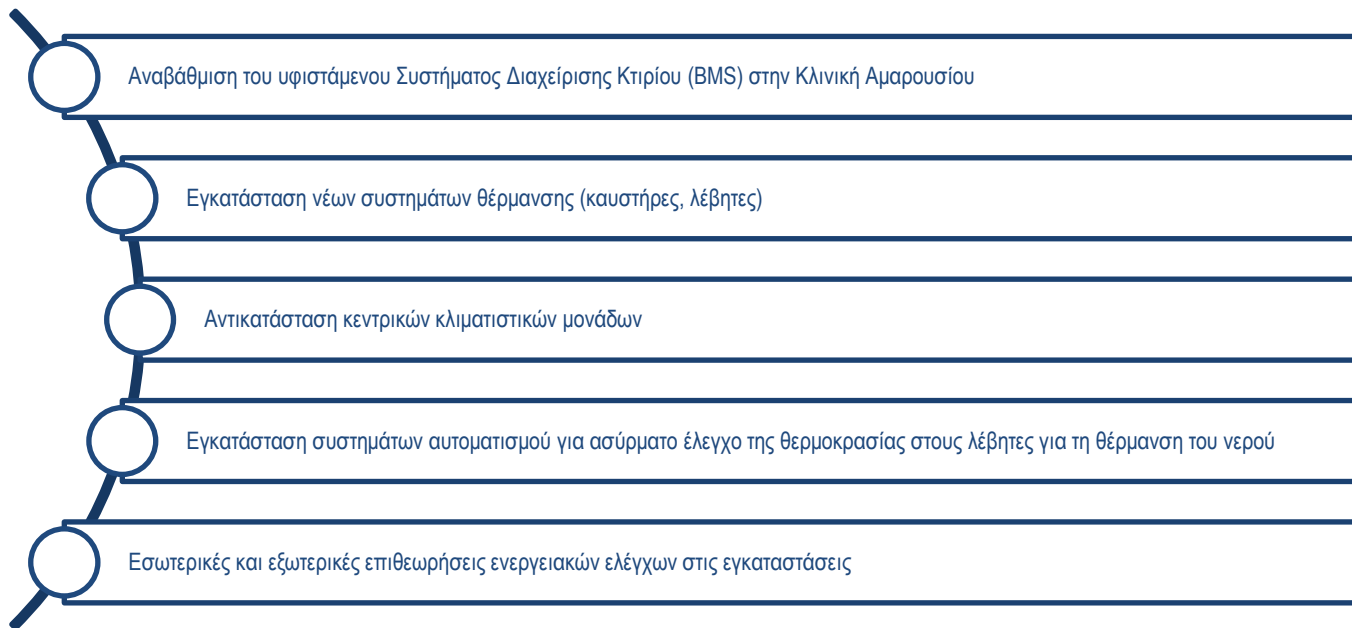 Αναβάθμιση του υφιστάμενου Συστήματος Διαχείρισης Κτιρίου (BMS) στην Κλινική Αμαρουσίου
Εγκατάσταση νέων συστημάτων θέρμανσης (καυστήρες, λέβητες)
Αντικατάσταση κεντρικών κλιματιστικών μονάδων
Εγκατάσταση συστημάτων αυτοματισμού για ασύρματο έλεγχο της θερμοκρασίας στους λέβητες για τη θέρμανση του νερού
Εσωτερικές και εξωτερικές επιθεωρήσεις ενεργειακών ελέγχων στις εγκαταστάσεις